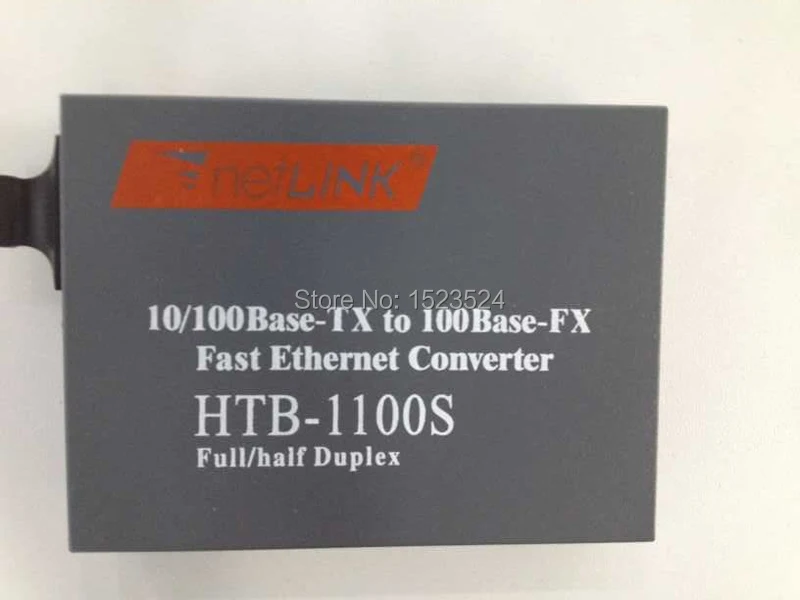 netLINK®
Store No: 1523524
10/100Base-TX to 100Base-FX
Fast Ethernet Converter
HTB-1100S
Full/half Duplex